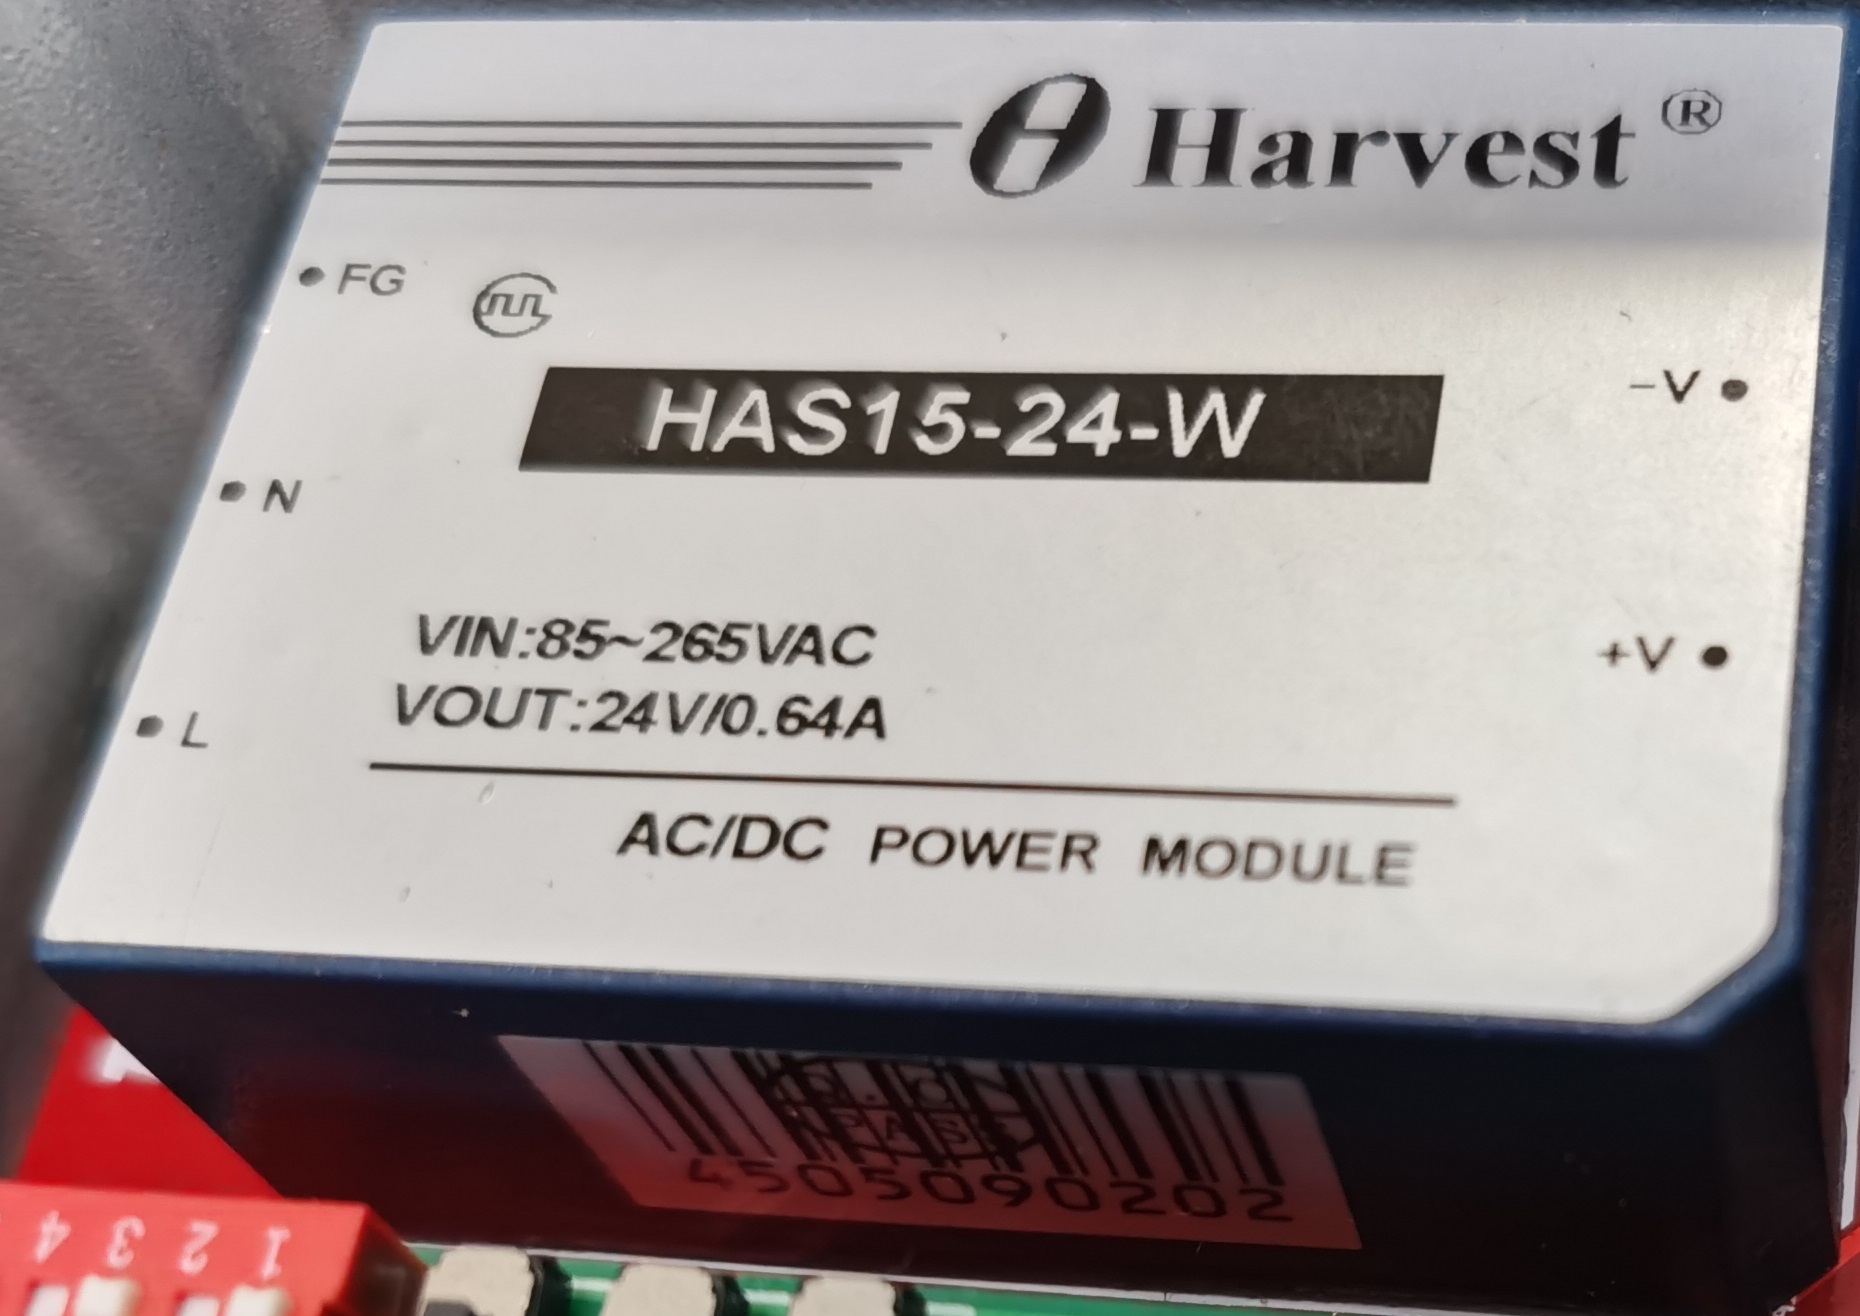 Harvest ®
FG
HAS15-24-W
-V
N
VIN:85~265VAC
+V
VOUT:24V/0.64A
L
AC/DC POWER MODULE
4505090202
1 2 3 4